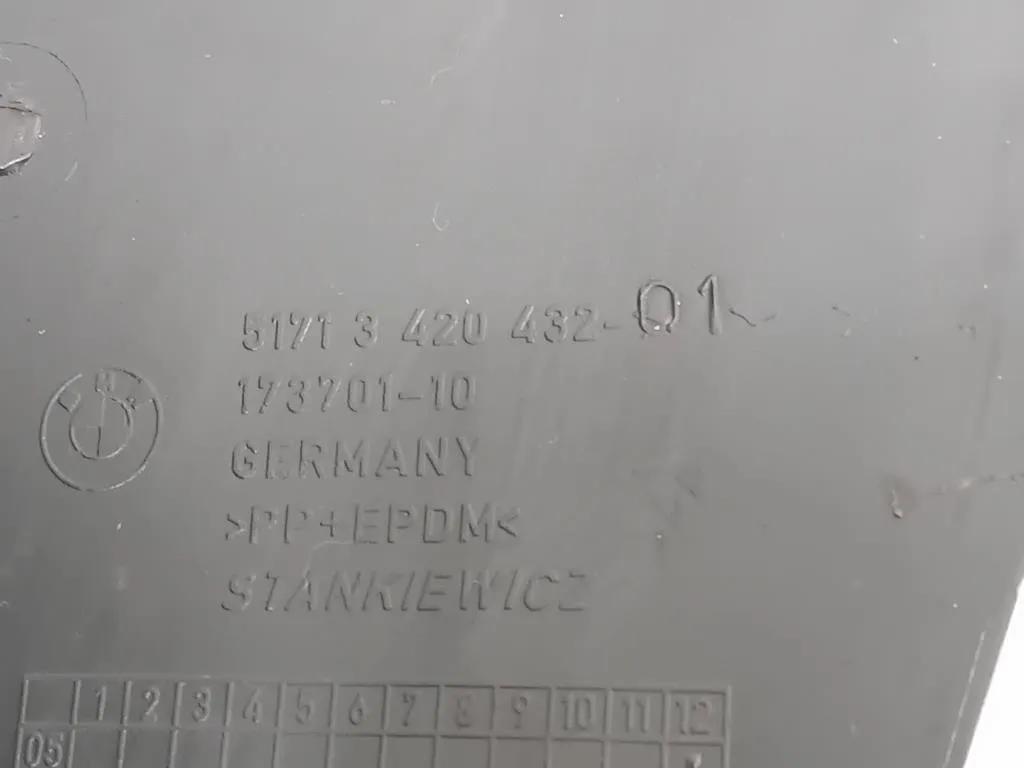 5171 3 420 432-01
173701-10
GERMANY
>PP+EPDM<
STANKIEWICZ
1 2 3 4 5 6 7 8 9 10 11 12
05